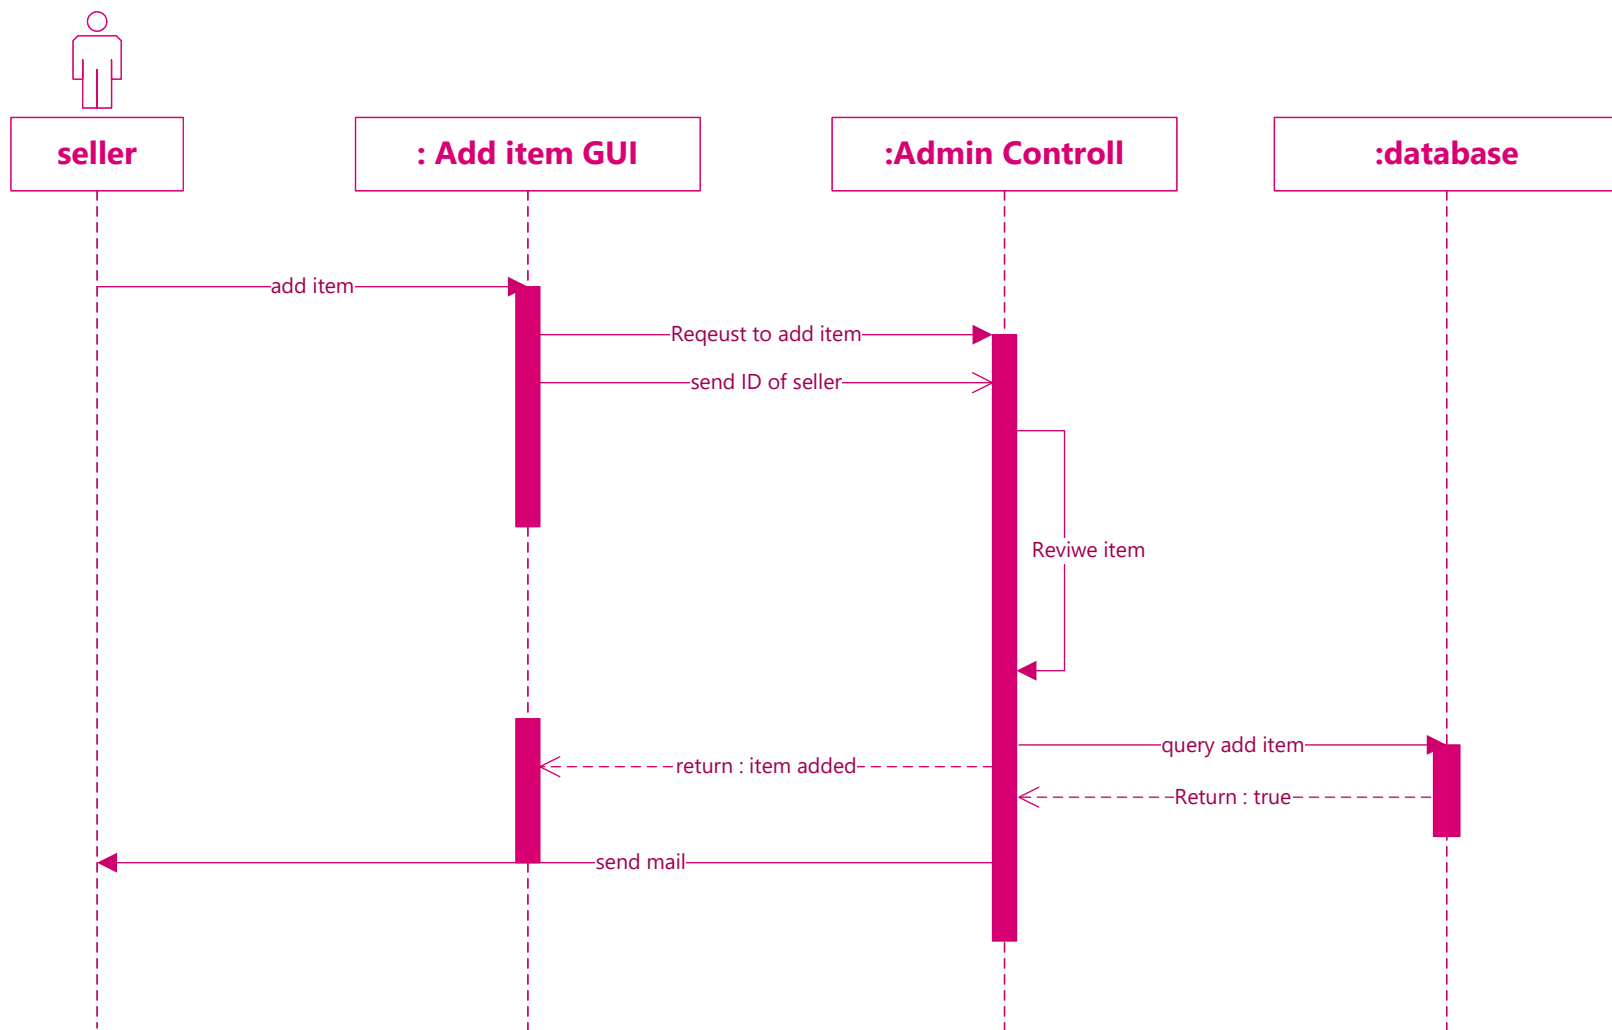 seller
: Add item GUI
:Admin Controll
:database
add item
Reqeust to add item
send ID of seller
Reviwe item
query add item
return : item added
Return : true
send mail